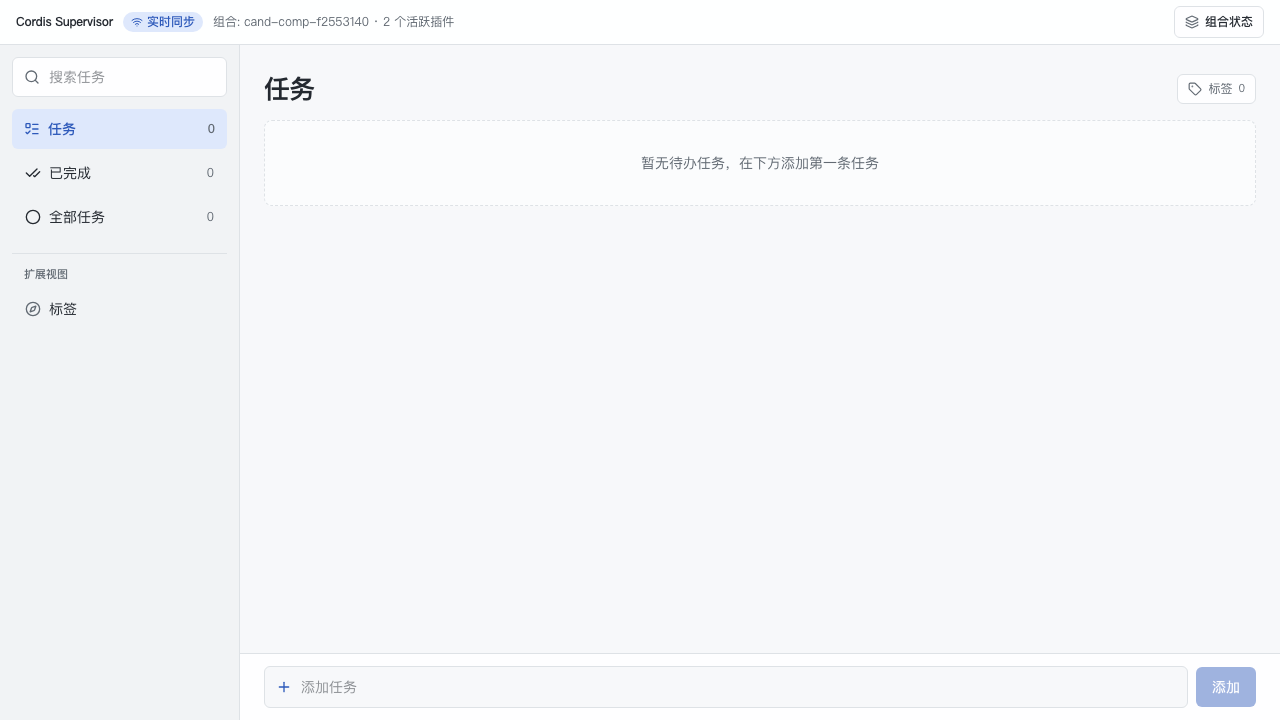 Cordis Supervisor 实时同步 组合: cand-comp-f2553140 · 2 个活跃插件 组合状态
搜索任务
任务 0
已完成 0
全部任务 0
扩展视图
标签
任务 标签 0
暂无待办任务，在下方添加第一条任务
添加任务 添加